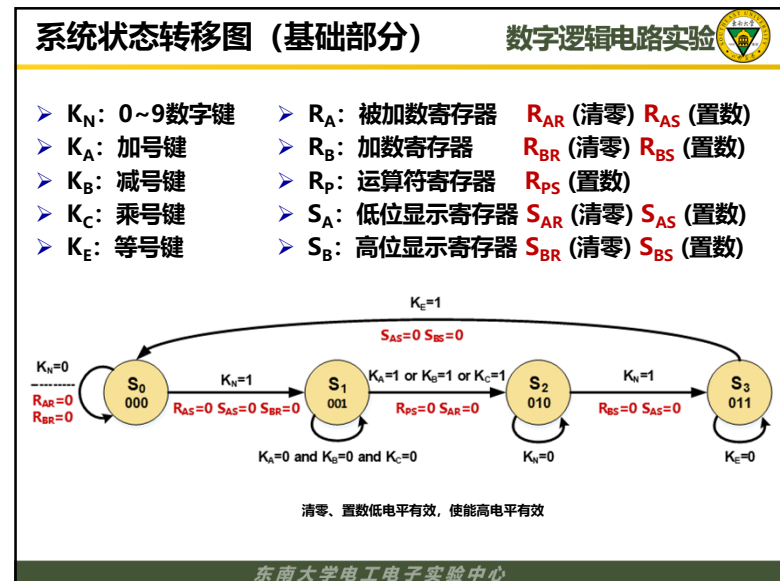 系统状态转移图（基础部分） 数字逻辑电路实验
➢ KN：0~9数字键 ➢ RA：被加数寄存器 RAR (清零) RAS (置数)
➢ KA：加号键 ➢ RB：加数寄存器 RBR (清零) RBS (置数)
➢ KB：减号键 ➢ RP：运算符寄存器 RPS (置数)
➢ KC：乘号键 ➢ SA：低位显示寄存器 SAR (清零) SAS (置数)
➢ KE：等号键 ➢ SB：高位显示寄存器 SBR (清零) SBS (置数)
KE=1
SAS=0 SBS=0
KN=0
RAR=0
RBR=0
S0
000
KN=1
RAS=0 SAS=0 SBR=0
S1
001
KA=1 or KB=1 or KC=1
RPS=0 SAR=0
S2
010
KN=1
RBS=0 SAS=0
S3
011
KA=0 and KB=0 and KC=0
KN=0
KE=0
清零、置数低电平有效，使能高电平有效
东南大学电工电子实验中心